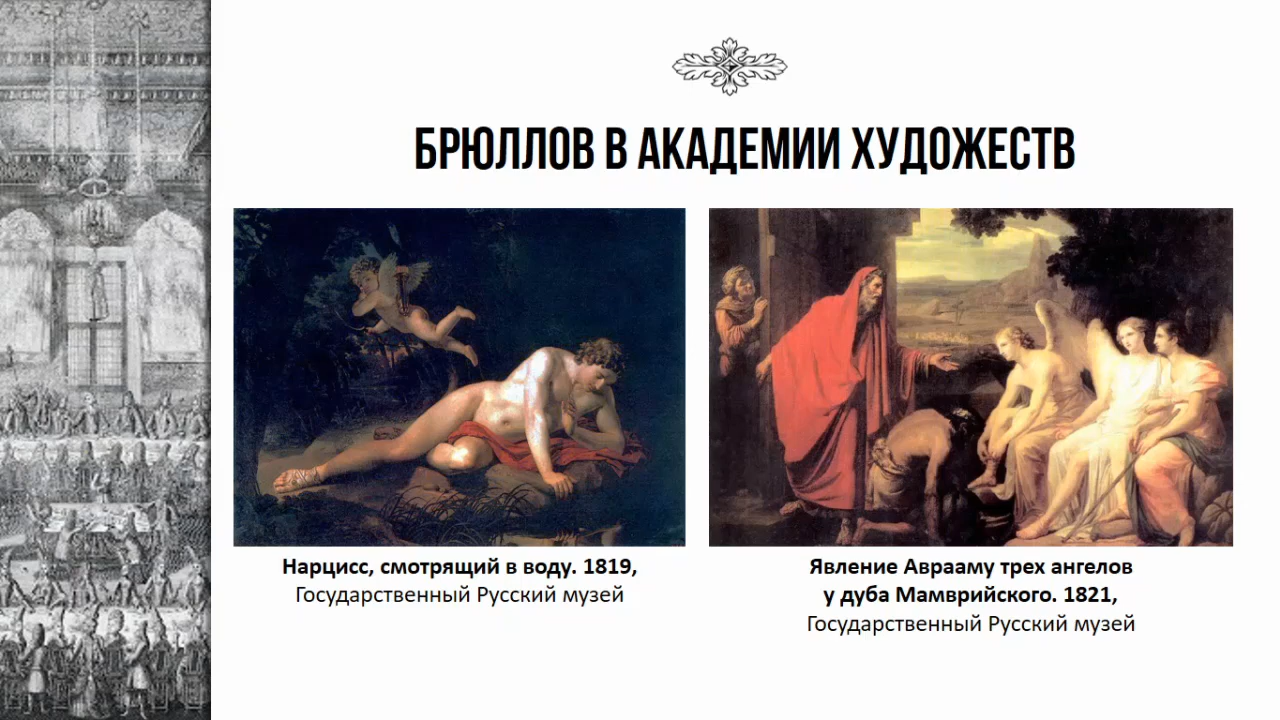 БРЮЛЛОВ В АКАДЕМИИ ХУДОЖЕСТВ
Нарцисс, смотрящий в воду. 1819,
Государственный Русский музей
Явление Аврааму трех ангелов
у дуба Мамврийского. 1821,
Государственный Русский музей